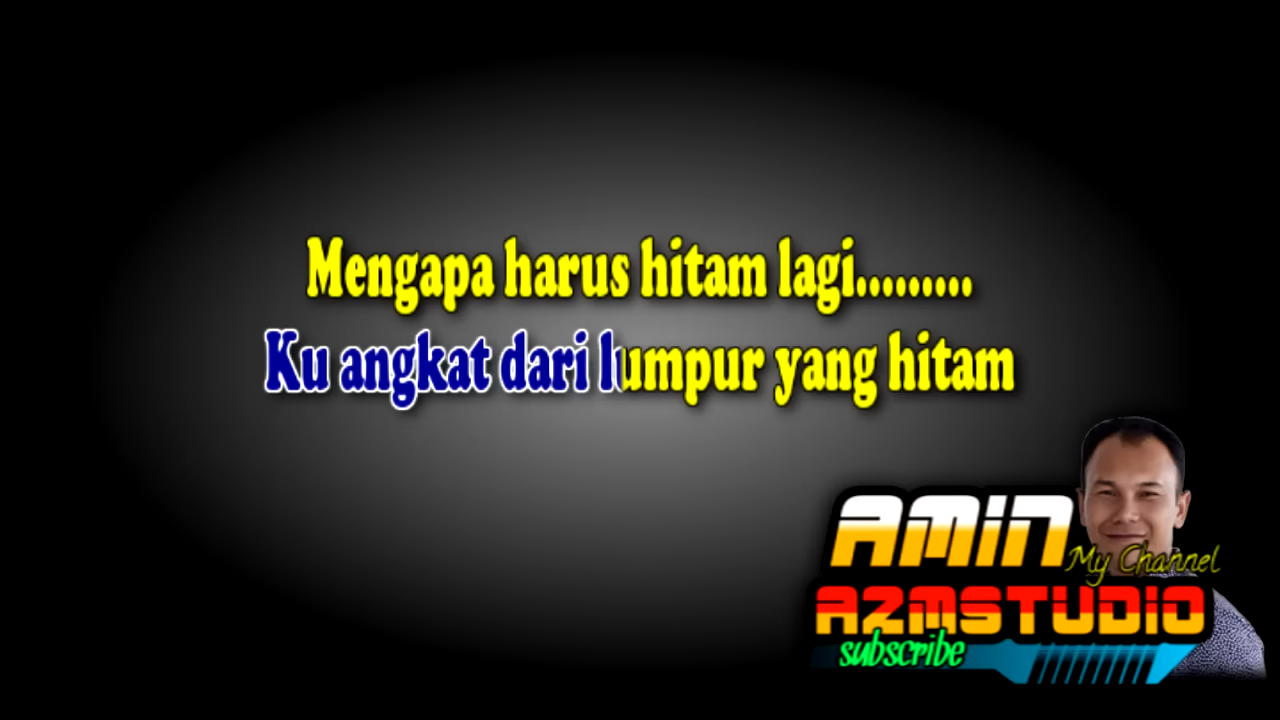 Mengapa harus hitam lagi.........
Ku angkat dari lumpur yang hitam
AMiN
My Channel
AZMSTUDiO
subscribe